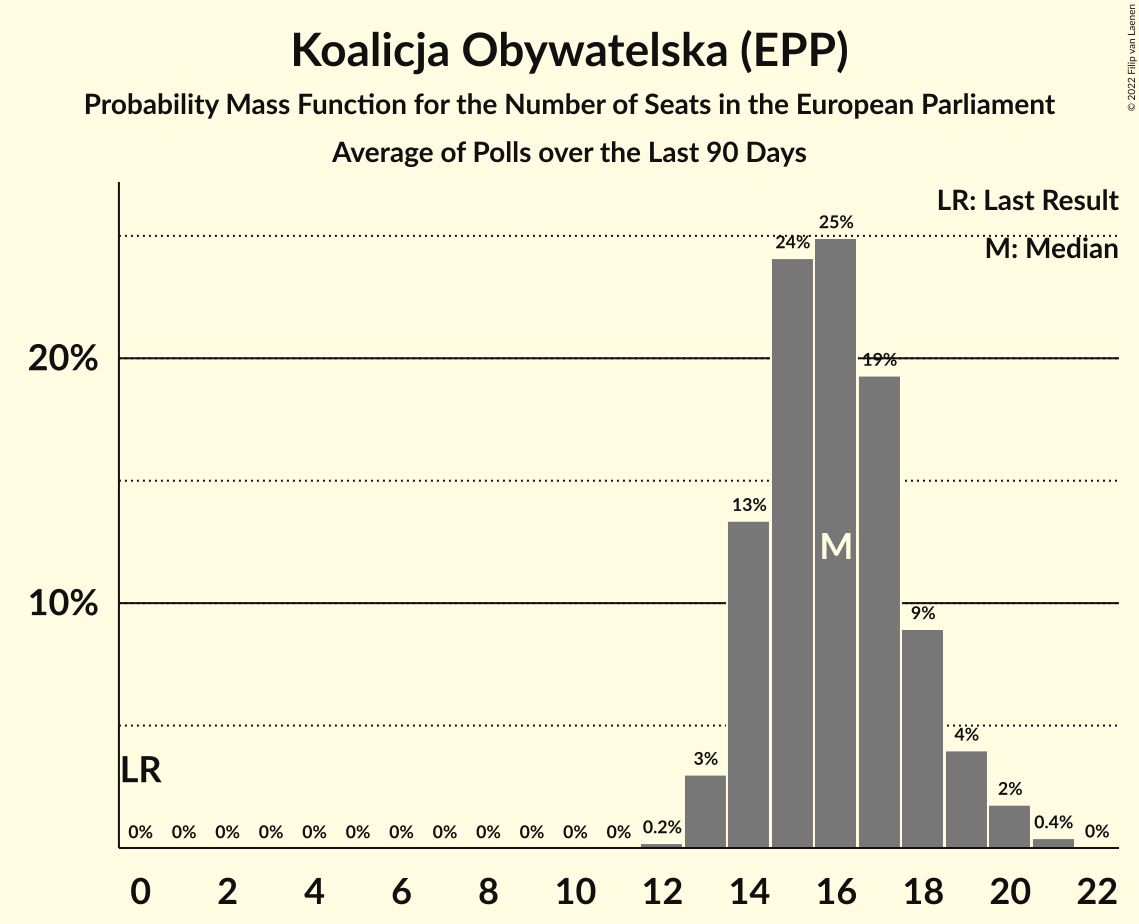 Koalicja Obywatelska (EPP)
Probability Mass Function for the Number of Seats in the European Parliament
Average of Polls over the Last 90 Days
© 2022 Filip van Laenen
LR: Last Result
M: Median
25%
24%
20%
19%
13%
M
10%
9%
4%
LR
3%
2%
0% 0% 0% 0% 0% 0% 0% 0% 0% 0% 0% 0% 0.2% 0.4% 0%
0 2 4 6 8 10 12 14 16 18 20 22